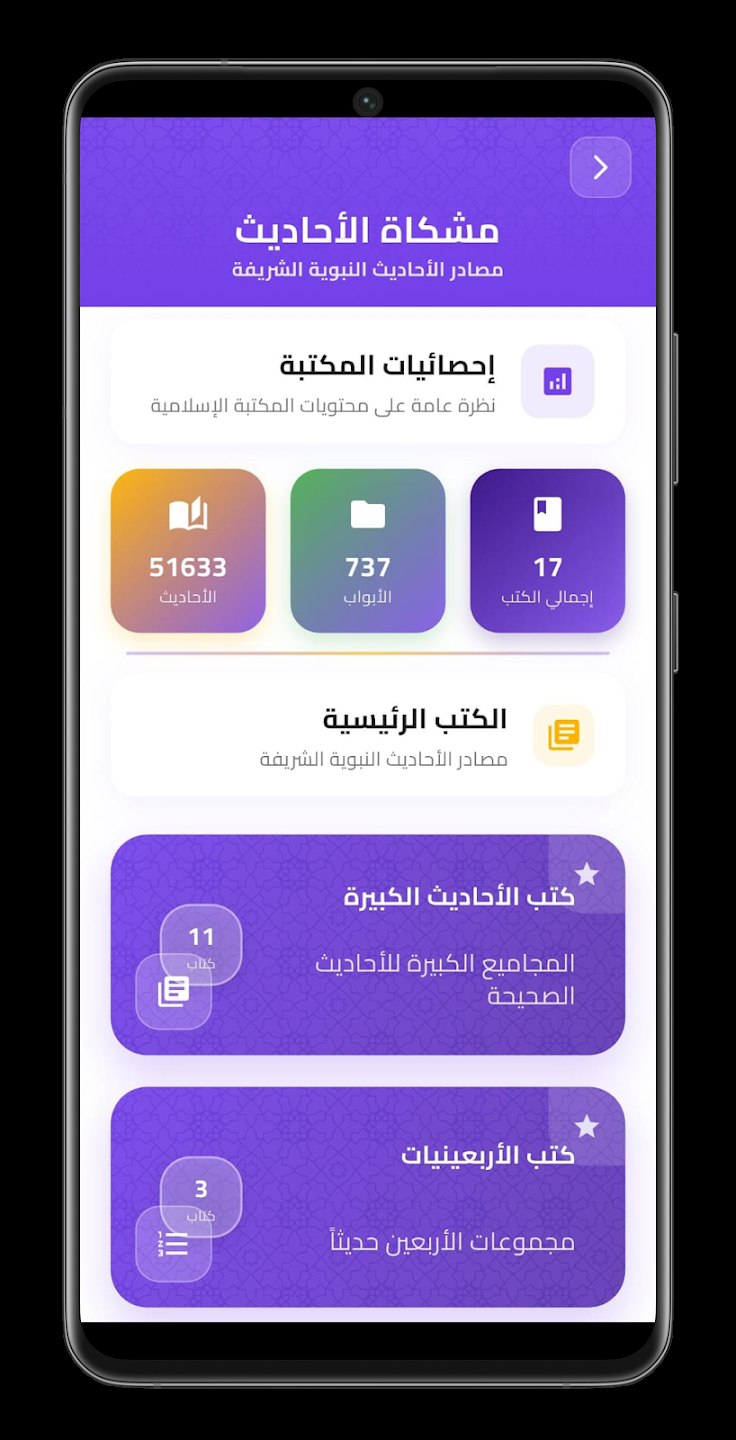 مشكاة الأحاديث
مصادر الأحاديث النبوية الشريفة
إحصائيات المكتبة
نظرة عامة على محتويات المكتبة الإسلامية
17
إجمالي الكتب
737
الأبواب
51633
الأحاديث
الكتب الرئيسية
مصادر الأحاديث النبوية الشريفة
كتب الأحاديث الكبيرة
المجاميع الكبيرة للأحاديث
الصحيحة
11
كتاب
كتب الأربعينيات
مجموعات الأربعين حديثاً
3
كتاب